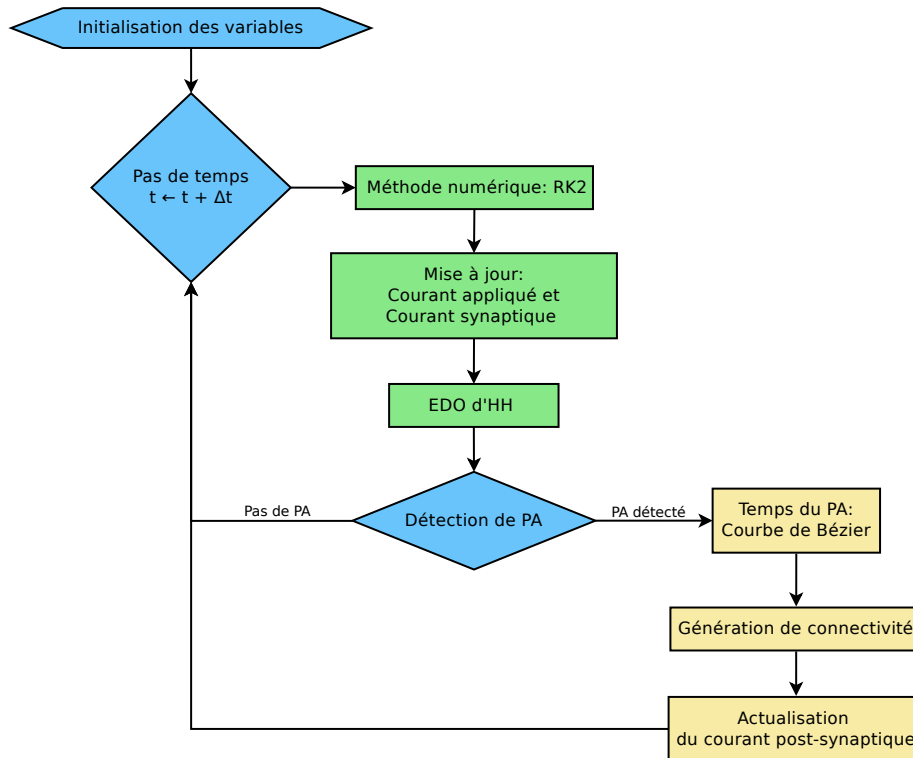 Initialisation des variables
Pas de temps
t ← t + Δt
Méthode numérique: RK2
Mise à jour:
Courant appliqué et
Courant synaptique
EDO d'HH
Détection de PA
Pas de PA
PA détecté
Temps du PA:
Courbe de Bézier
Génération de connectivité
Actualisation
du courant post-synaptique